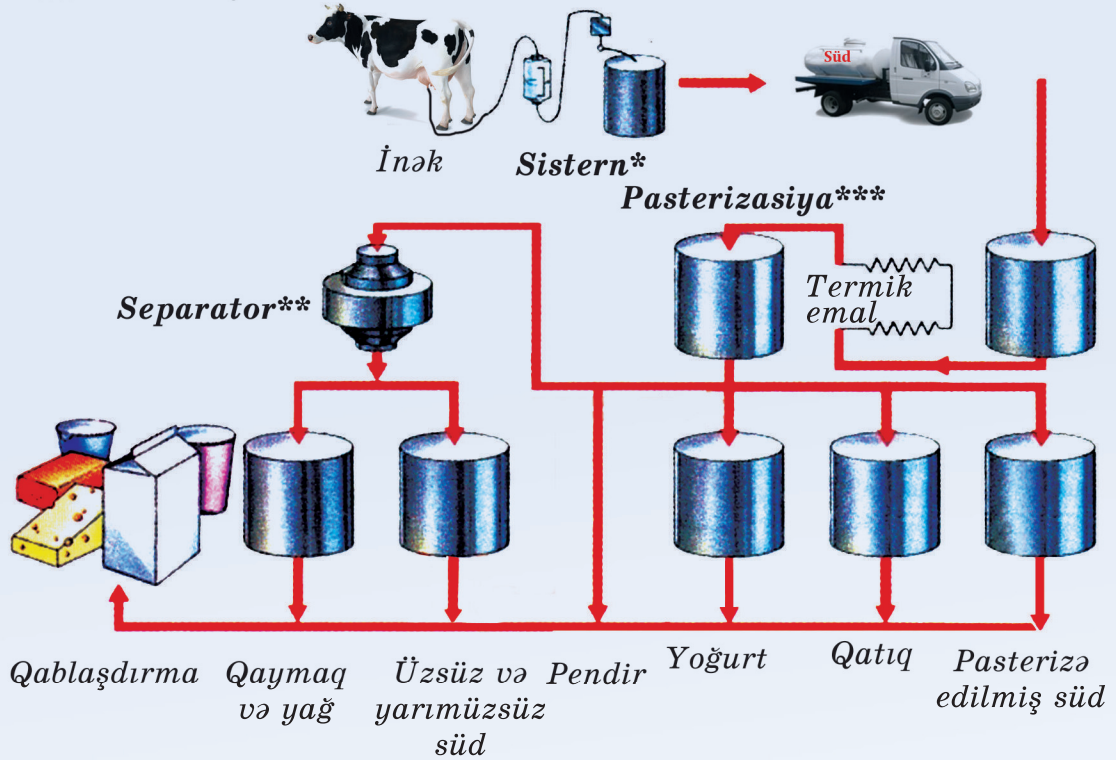 Süd
İnək
Sistern*
Pasterizasiya***
Separator**
Termik
emal
Qablaşdırma
Qaymaq
və yağ
Üzsüz və
yarımüzsüz
süd
Pendir
Yoğurt
Qatıq
Pasterizə
edilmiş süd